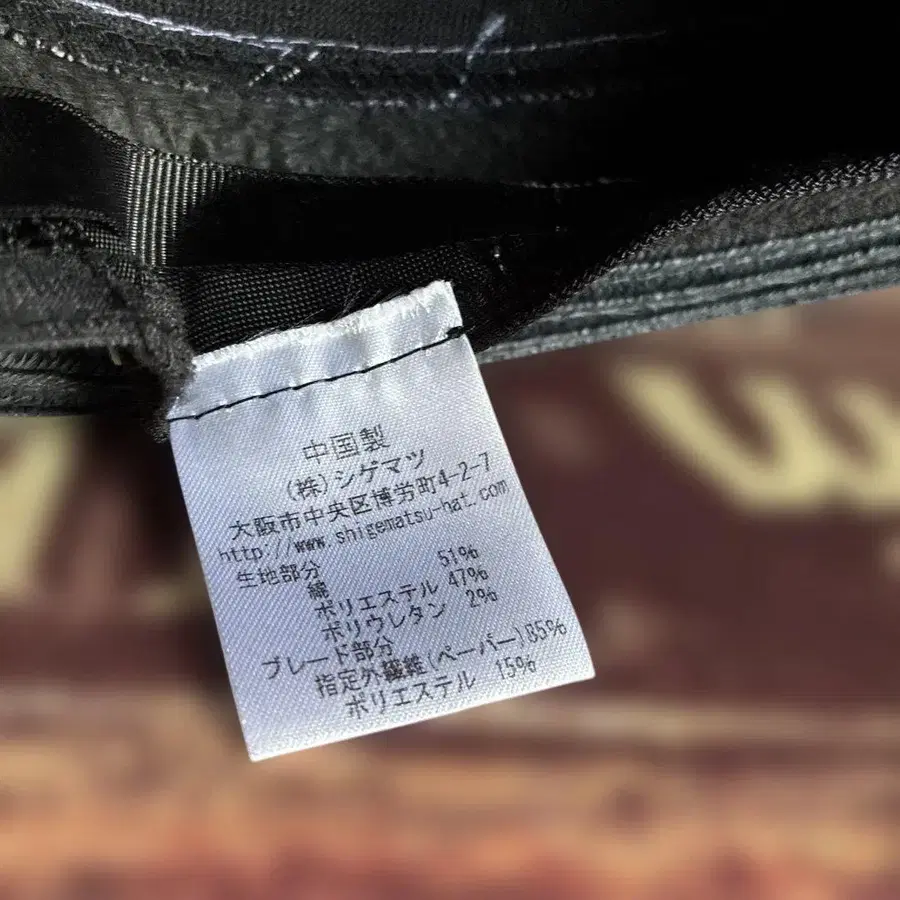 中国製
(株)シゲマツ
大阪市中央区博労町4-2-7
http://www.shigematsu-hat.com
生地部分
綿 51%
ポリエステル 47%
ポリウレタン 2%
ブレード部分
指定外繊維(ペーパー)85%
ポリエステル 15%